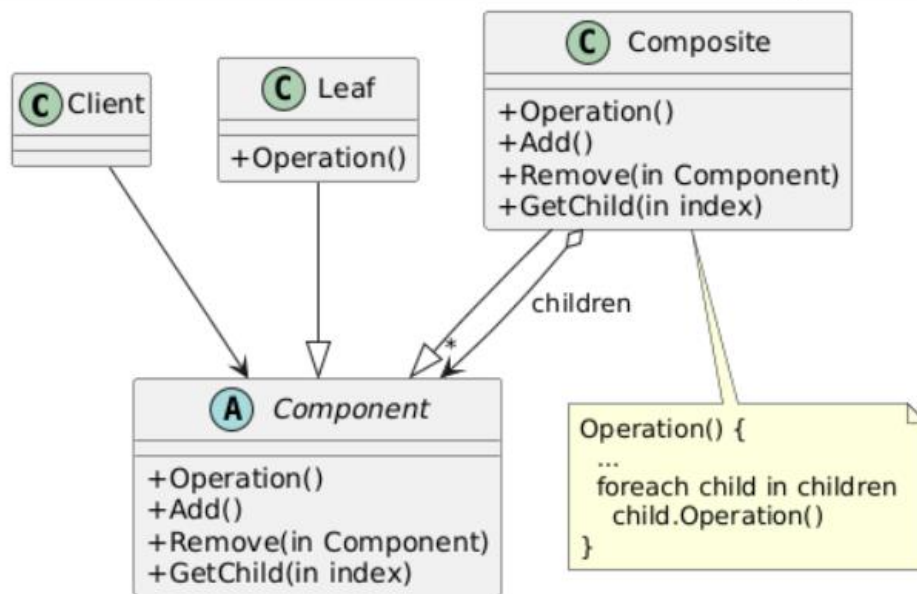 C Client
C Leaf
+Operation()
C Composite
+Operation()
+Add()
+Remove(in Component)
+GetChild(in index)
children
*
A Component
+Operation()
+Add()
+Remove(in Component)
+GetChild(in index)
Operation() {
...
foreach child in children
child.Operation()
}